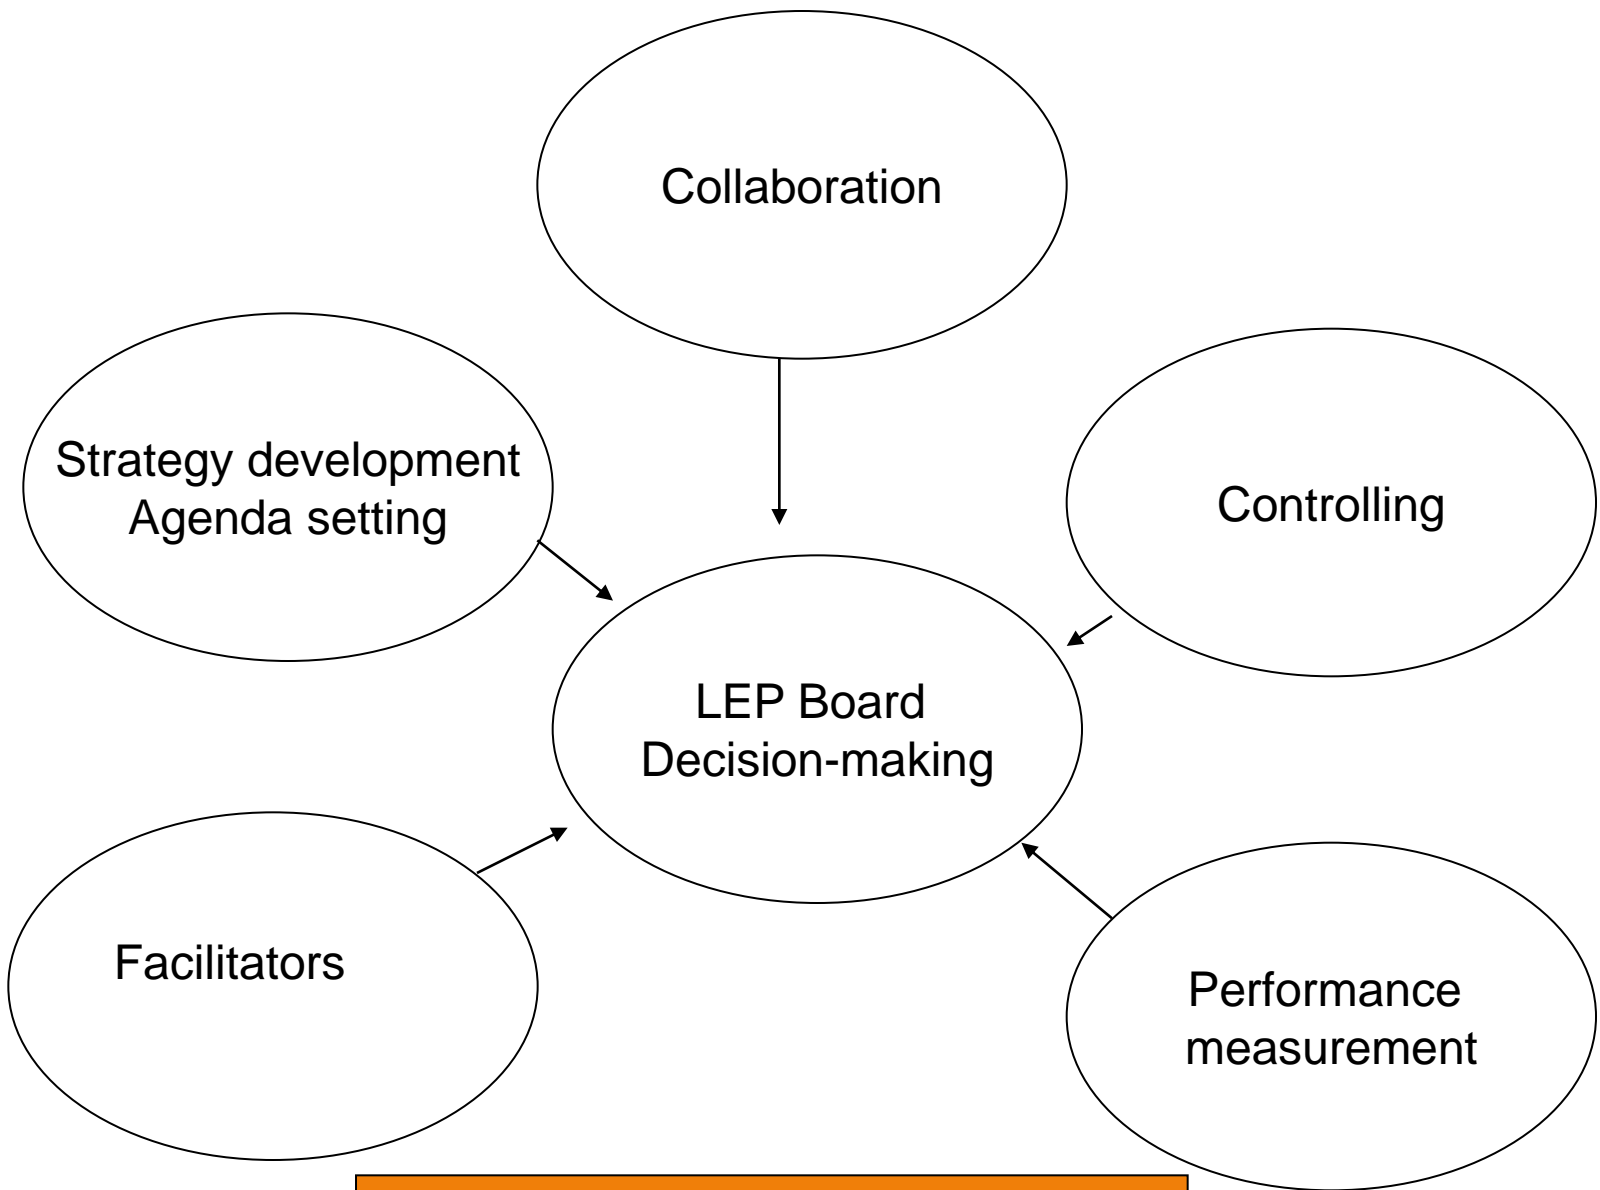 Collaboration
Strategy development
Agenda setting
Controlling
LEP Board
Decision-making
Facilitators
Performance
measurement